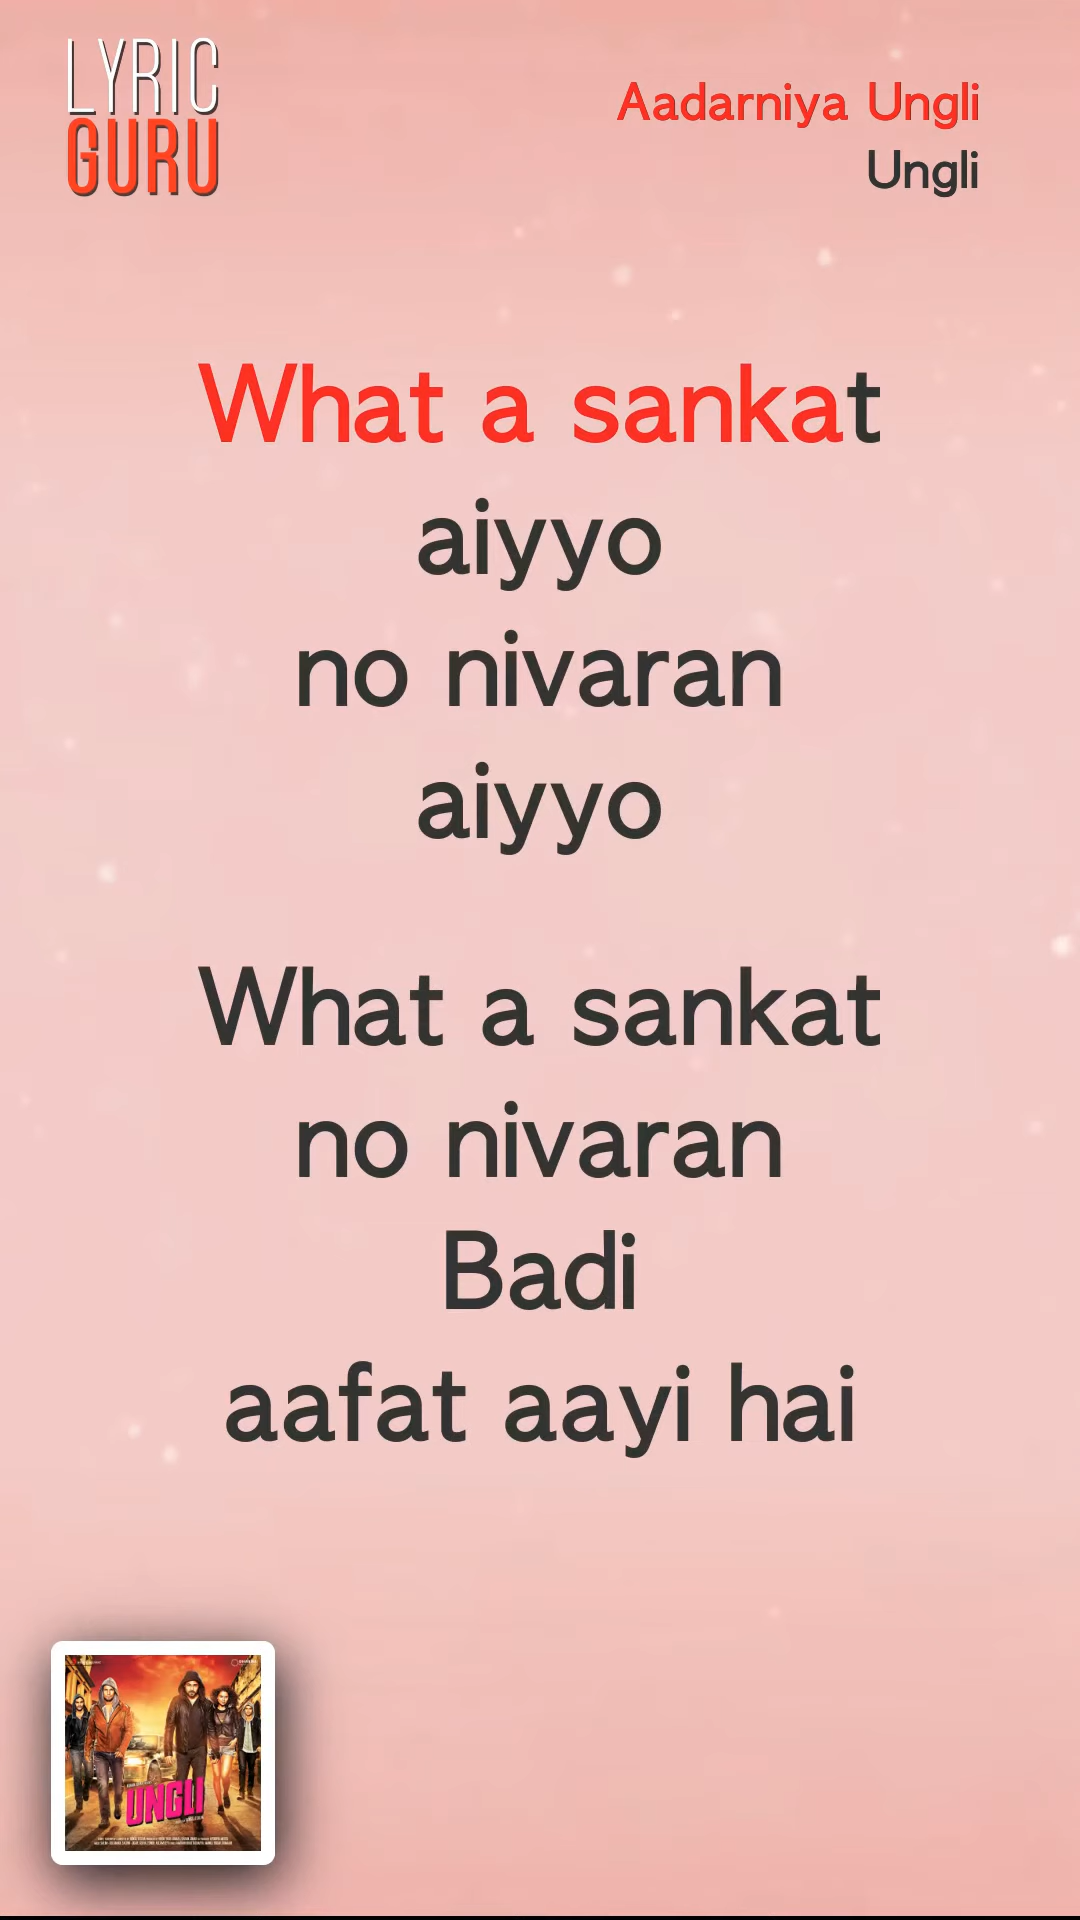 LYRIC
GURU
Aadarniya Ungli
Ungli
What a sankat
aiyyo
no nivaran
aiyyo
What a sankat
no nivaran
Badi
aafat aayi hai
UNGLI